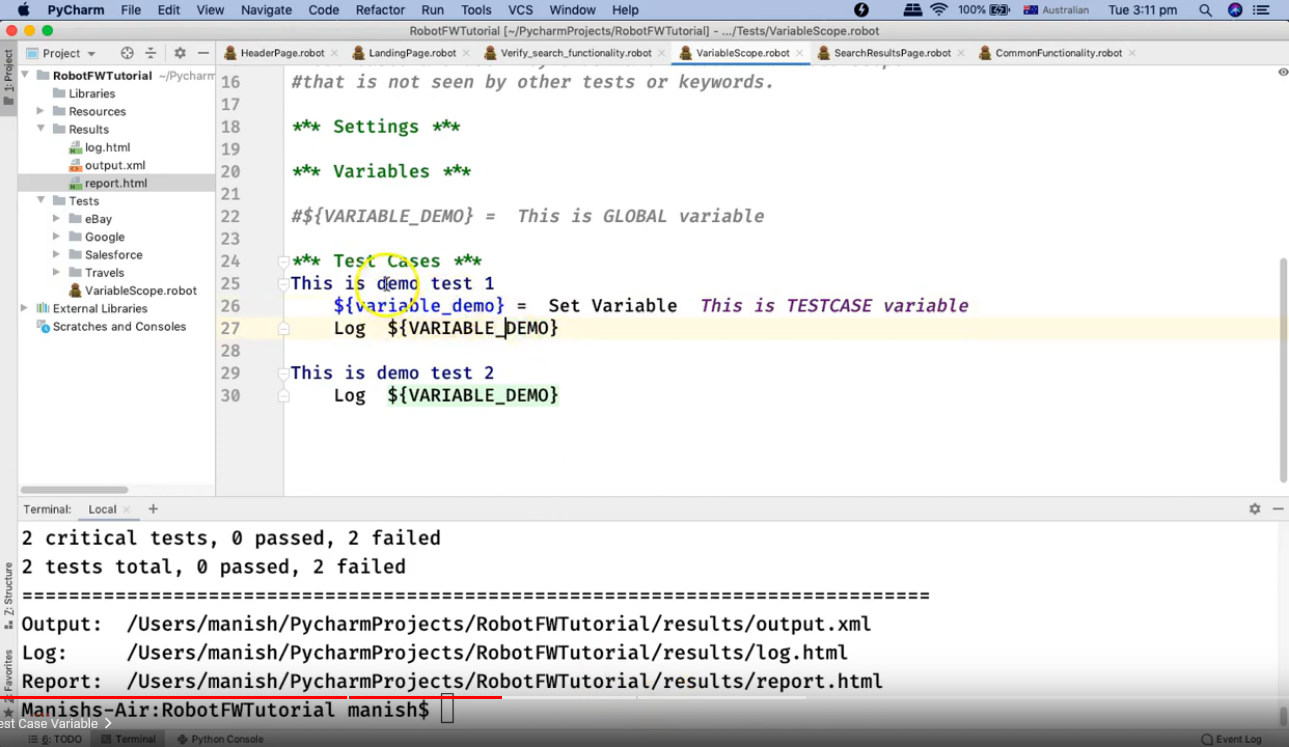 PyCharm File Edit View Navigate Code Refactor Run Tools VCS Window Help 100% Australian Tue 3:11 pm
RobotFWTutorial [~/PycharmProjects/RobotFWTutorial] - .../Tests/VariableScope.robot
1: Project
Project
HeaderPage.robot LandingPage.robot Verify_search_functionality.robot VariableScope.robot SearchResultsPage.robot CommonFunctionality.robot
RobotFWTutorial ~/Pycharm
Libraries
Resources
Results
log.html
output.xml
report.html
Tests
eBay
Google
Salesforce
Travels
VariableScope.robot
External Libraries
Scratches and Consoles
16 #that is not seen by other tests or keywords.
17
18 *** Settings ***
19
20 *** Variables ***
21
22 #${VARIABLE_DEMO} = This is GLOBAL variable
23
24 *** Test Cases ***
25 This is demo test 1
26 ${variable_demo} = Set Variable This is TESTCASE variable
27 Log ${VARIABLE_DEMO}
28
29 This is demo test 2
30 Log ${VARIABLE_DEMO}
Terminal: Local +
2 critical tests, 0 passed, 2 failed
2 tests total, 0 passed, 2 failed
==============================================================================
Output: /Users/manish/PycharmProjects/RobotFWTutorial/results/output.xml
Log: /Users/manish/PycharmProjects/RobotFWTutorial/results/log.html
Report: /Users/manish/PycharmProjects/RobotFWTutorial/results/report.html
Manishs-Air:RobotFWTutorial manish$
Z: Structure
Favorites
est Case Variable >
6: TODO Terminal Python Console Event Log